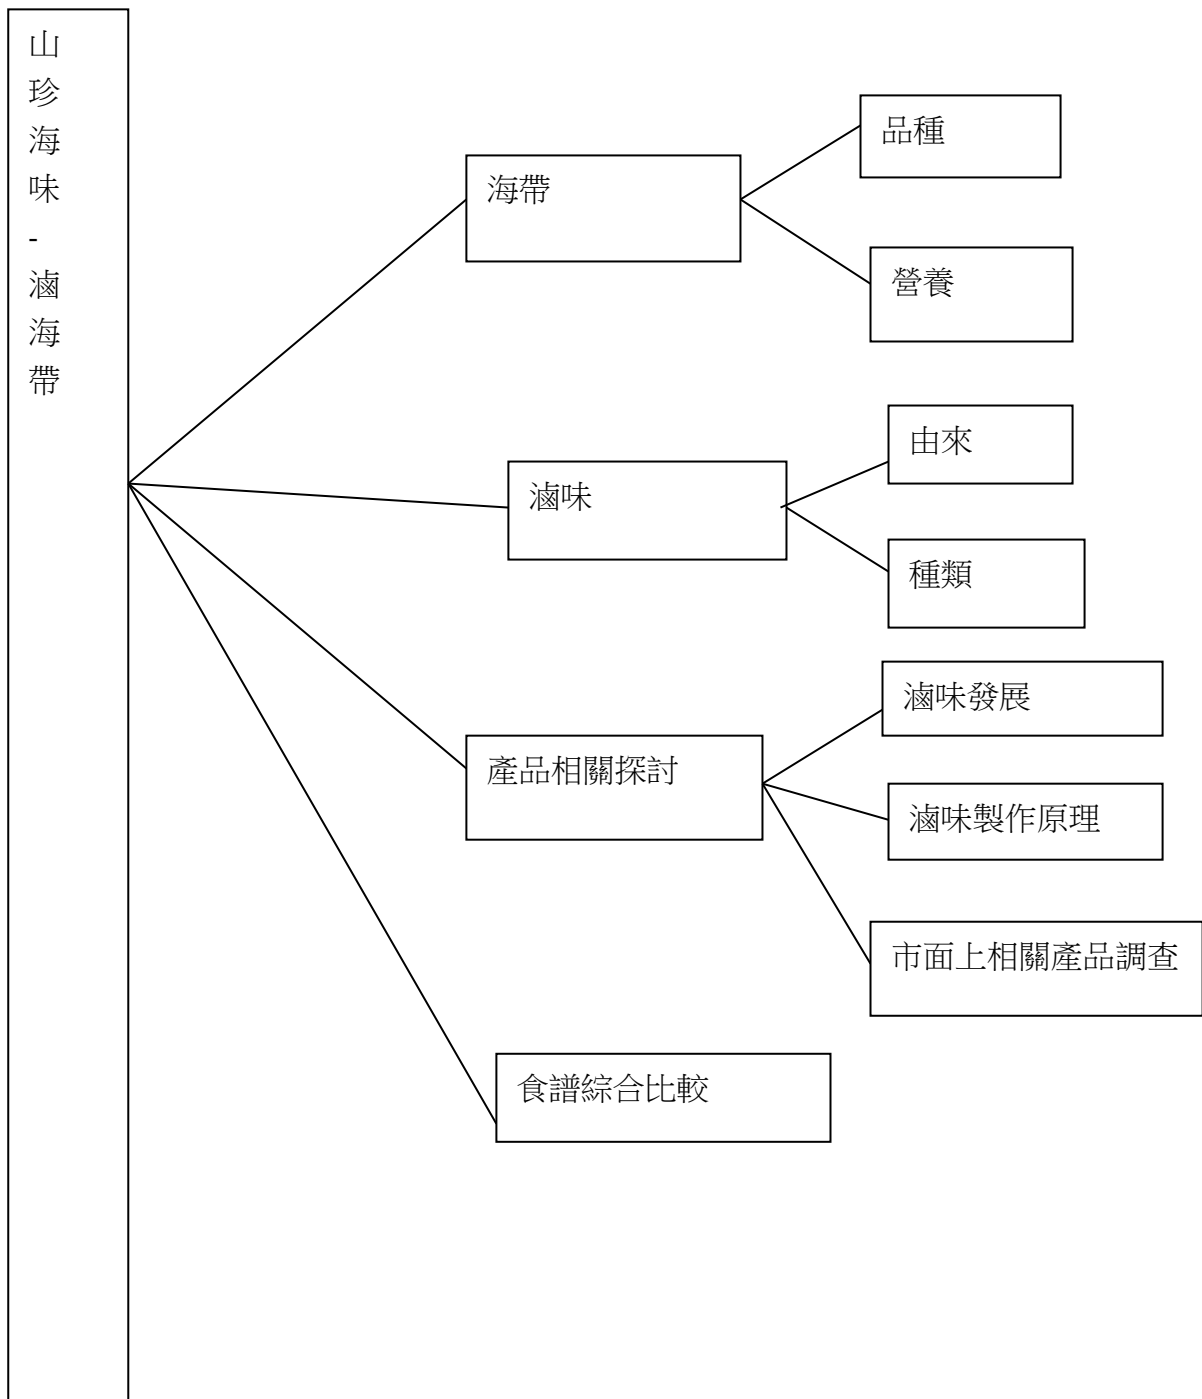 山珍海味-滷海帶
海帶
品種
營養
滷味
由來
種類
產品相關探討
滷味發展
滷味製作原理
市面上相關產品調查
食譜綜合比較